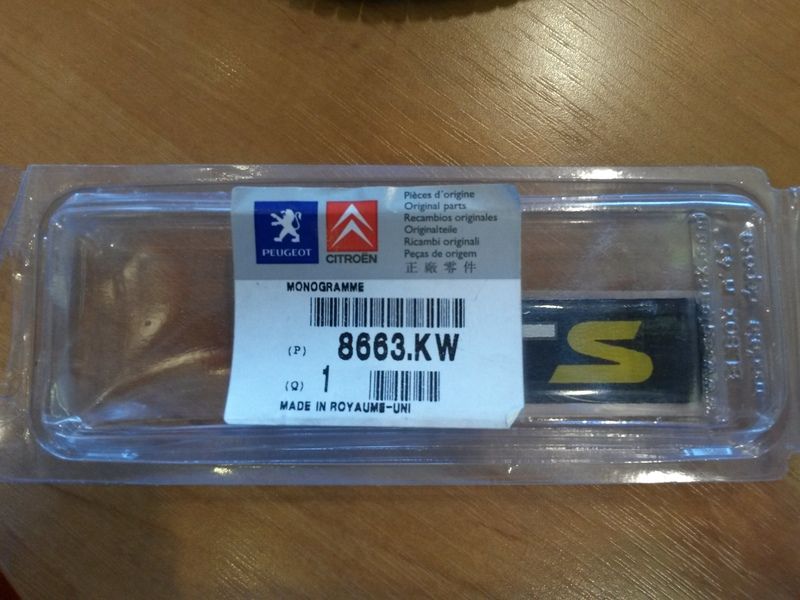 Pièces d'origine
Original parts
Recambios originales
Originalteile
Ricambi originali
Peças de origem
正廠零件
PEUGEOT
CITROËN
MONOGRAMME
(P) 8663.KW
(Q) 1
MADE IN ROYAUME-UNI
S